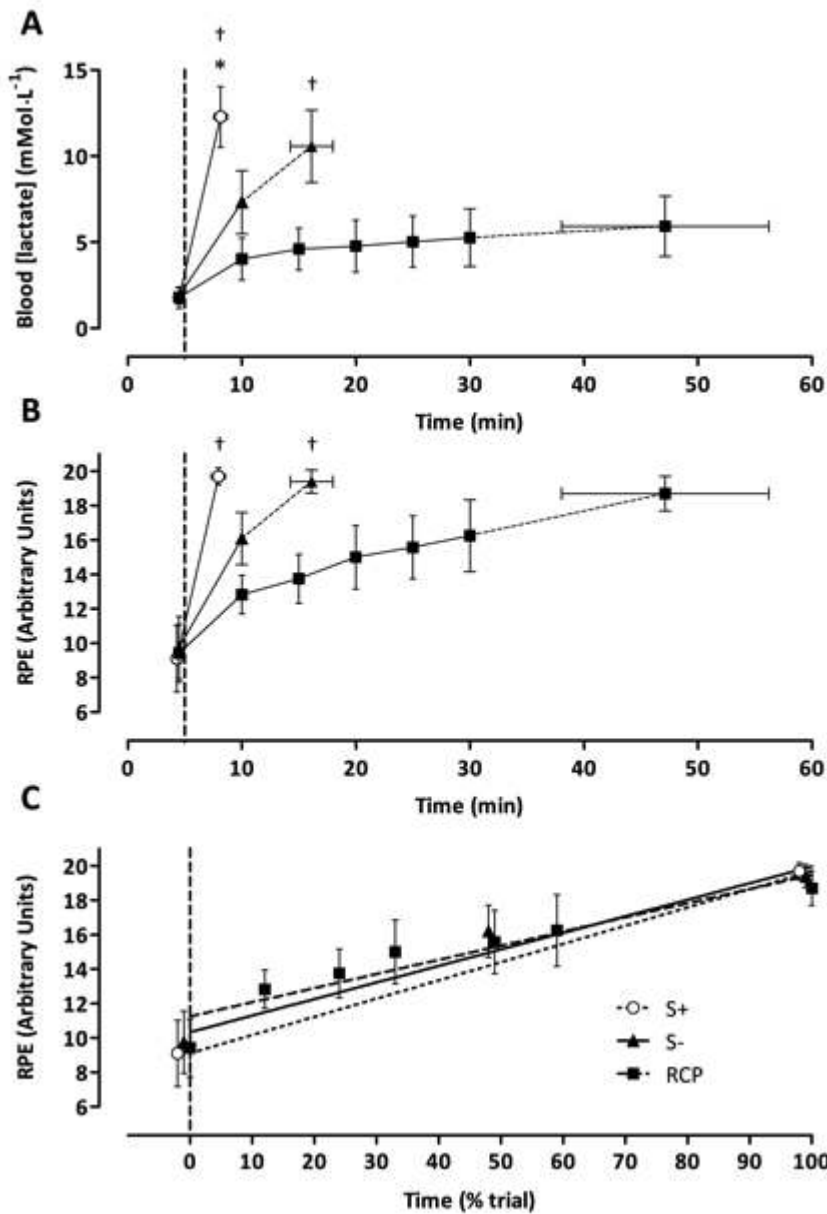 A
†
*
†
Blood [lactate] (mMol·L⁻¹)
15
10
5
0
0 10 20 30 40 50 60
Time (min)
B
†
†
RPE (Arbitrary Units)
20
18
16
14
12
10
8
6
0 10 20 30 40 50 60
Time (min)
C
RPE (Arbitrary Units)
20
18
16
14
12
10
8
6
S+
S-
RCP
0 10 20 30 40 50 60 70 80 90 100
Time (% trial)